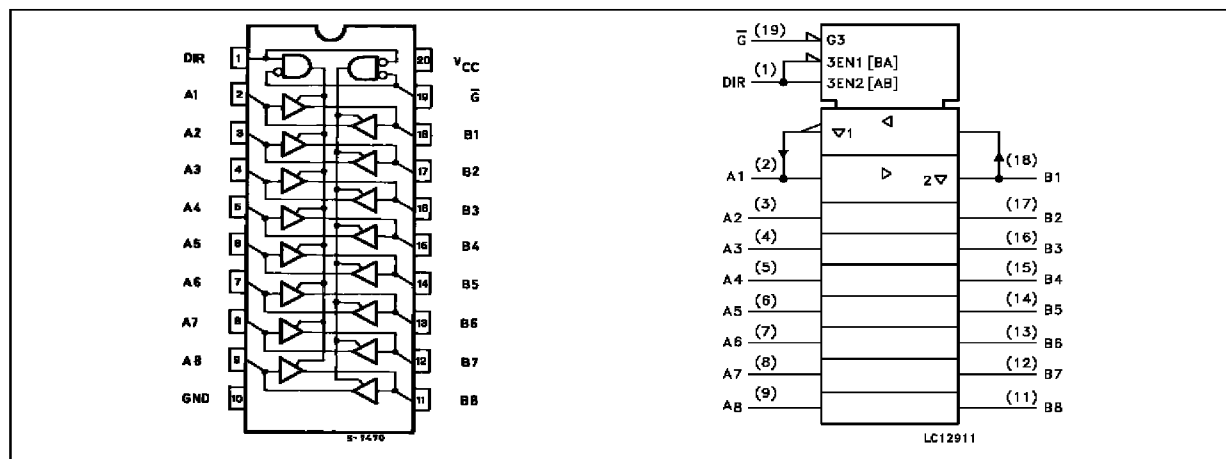 DIR 1 20 VCC
A1 2 19 G̅
A2 3 18 B1
A3 4 17 B2
A4 5 16 B3
A5 6 15 B4
A6 7 14 B5
A7 8 13 B6
A8 9 12 B7
GND 10 11 B8
S-7470
G̅ (19) G3
3EN1 [BA]
DIR (1) 3EN2 [AB]
1
A1 (2) 2 (18) B1
A2 (3) (17) B2
A3 (4) (16) B3
A4 (5) (15) B4
A5 (6) (14) B5
A6 (7) (13) B6
A7 (8) (12) B7
A8 (9) (11) B8
LC12911